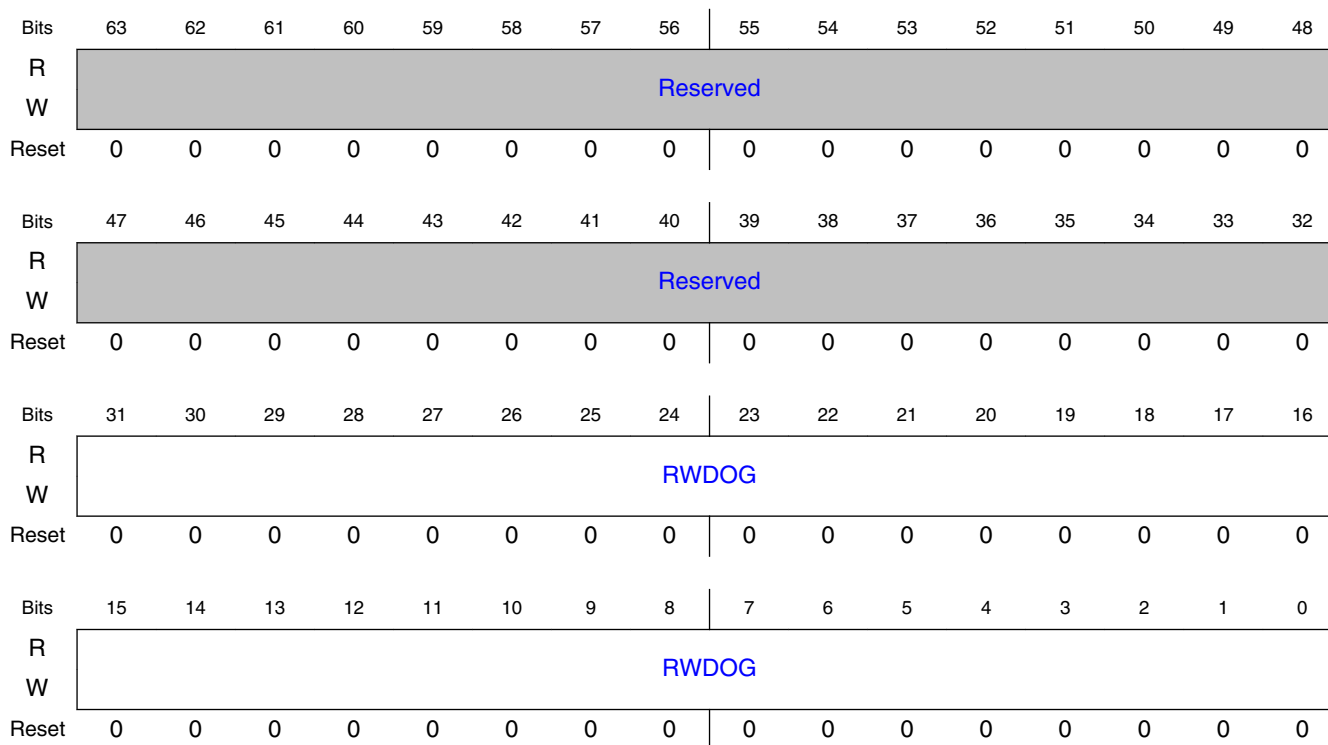 Bits 63 62 61 60 59 58 57 56 55 54 53 52 51 50 49 48
R
Reserved
W
Reset 0 0 0 0 0 0 0 0 0 0 0 0 0 0 0 0
Bits 47 46 45 44 43 42 41 40 39 38 37 36 35 34 33 32
R
Reserved
W
Reset 0 0 0 0 0 0 0 0 0 0 0 0 0 0 0 0
Bits 31 30 29 28 27 26 25 24 23 22 21 20 19 18 17 16
R
RWDOG
W
Reset 0 0 0 0 0 0 0 0 0 0 0 0 0 0 0 0
Bits 15 14 13 12 11 10 9 8 7 6 5 4 3 2 1 0
R
RWDOG
W
Reset 0 0 0 0 0 0 0 0 0 0 0 0 0 0 0 0